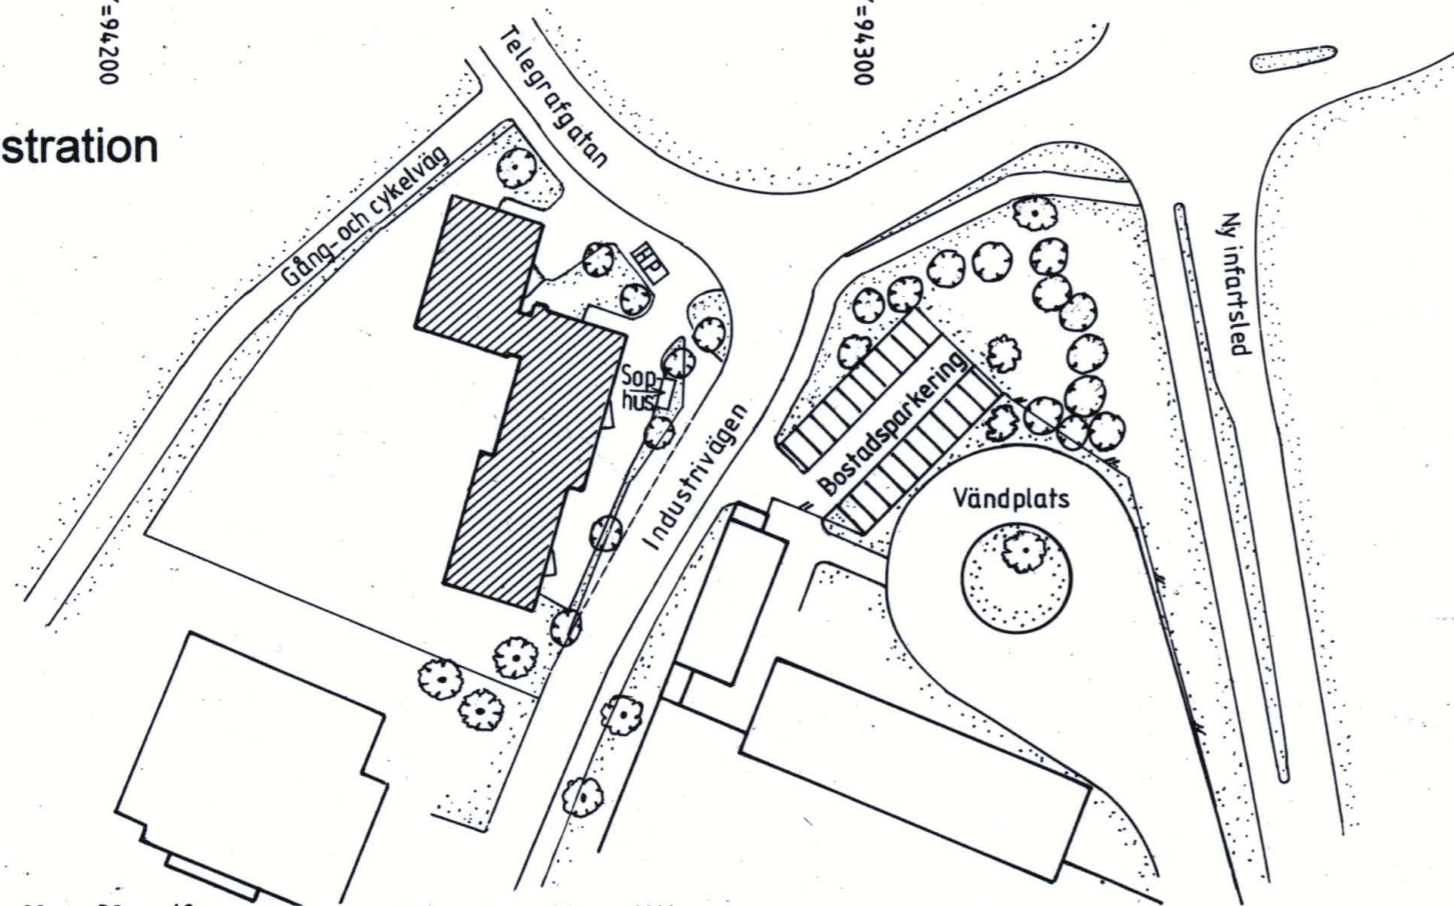 =94200
=94300
stration
Telegrafgatan
Gång- och cykelväg
HP
Sop-
hus
Industrivägen
Bostadsparkering
Vändplats
Ny infartsled